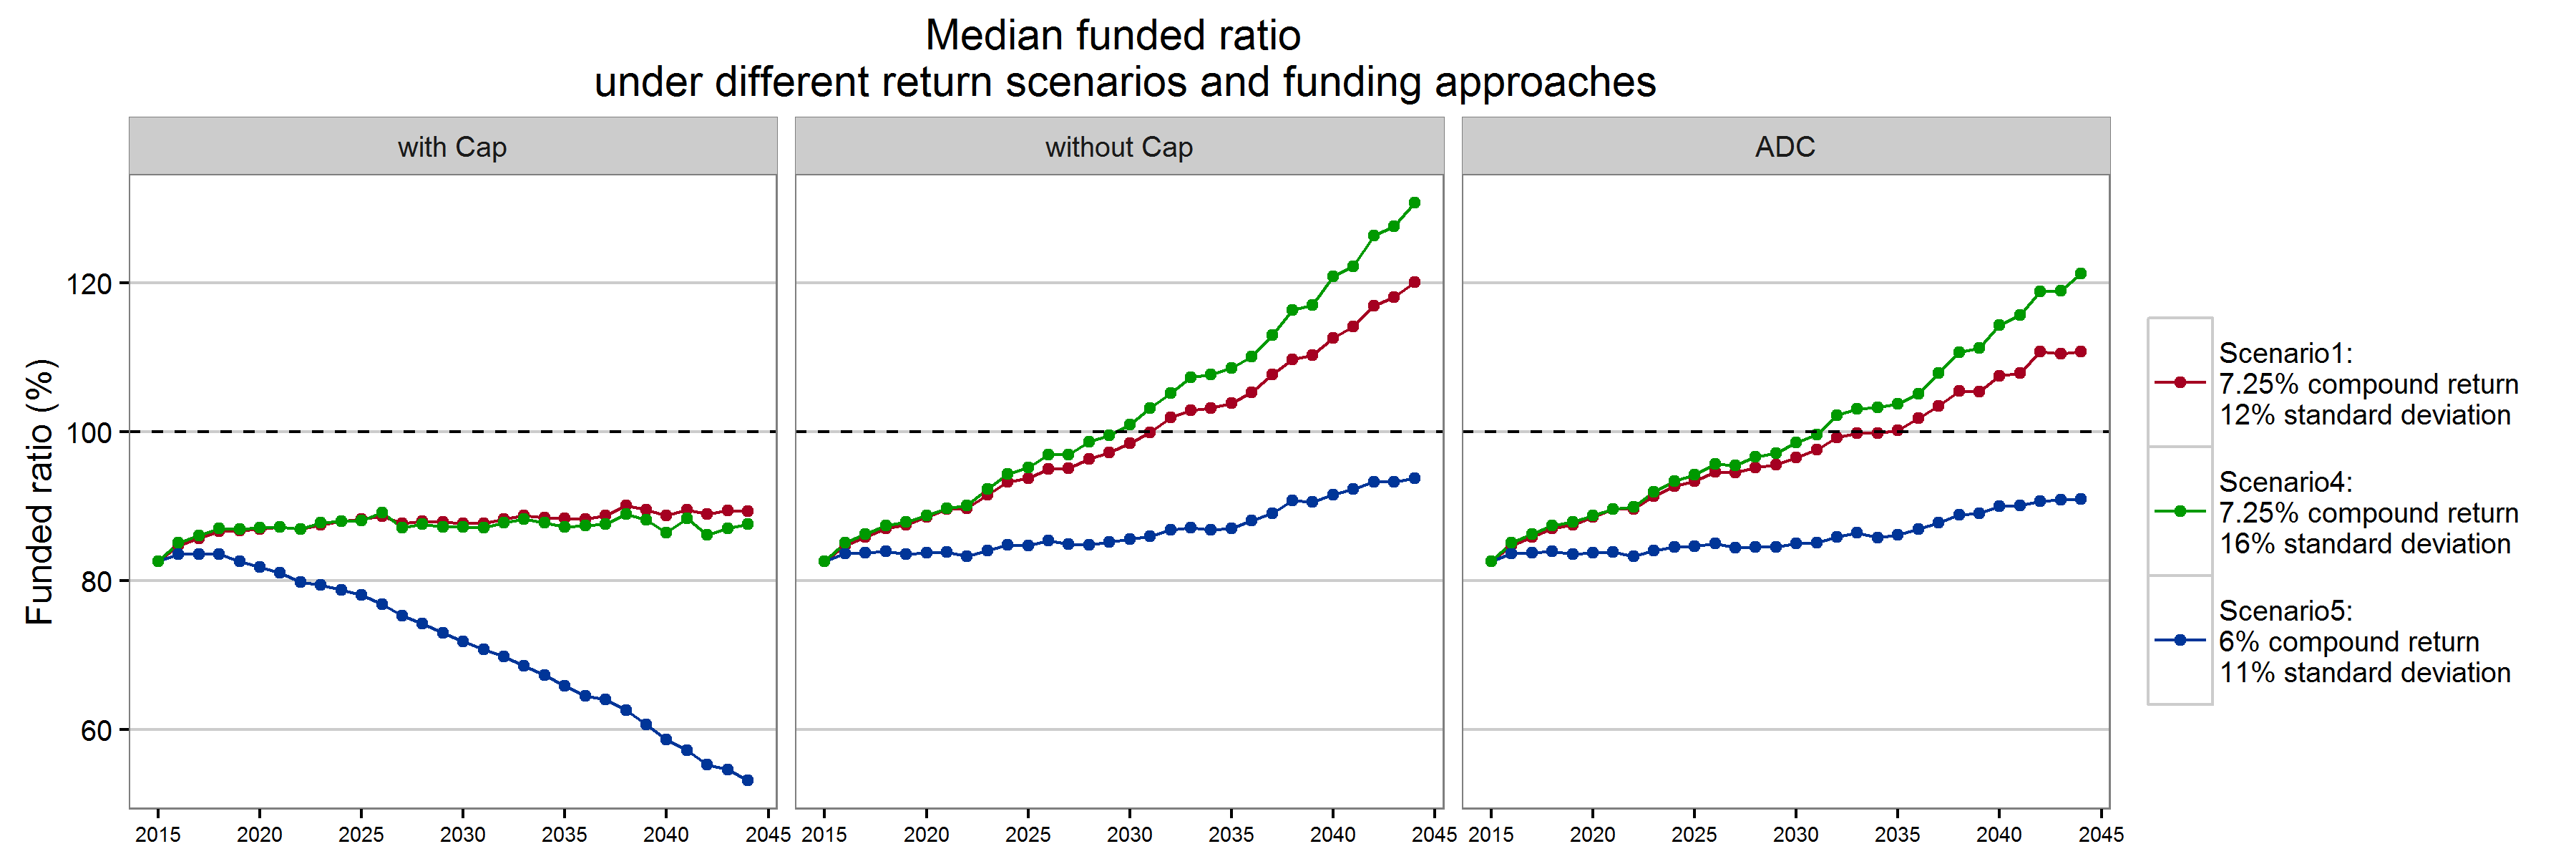 Median funded ratio
under different return scenarios and funding approaches
with Cap
without Cap
ADC
Funded ratio (%)
120
100
80
60
2015 2020 2025 2030 2035 2040 2045
2015 2020 2025 2030 2035 2040 2045
2015 2020 2025 2030 2035 2040 2045
Scenario1:
7.25% compound return
12% standard deviation
Scenario4:
7.25% compound return
16% standard deviation
Scenario5:
6% compound return
11% standard deviation